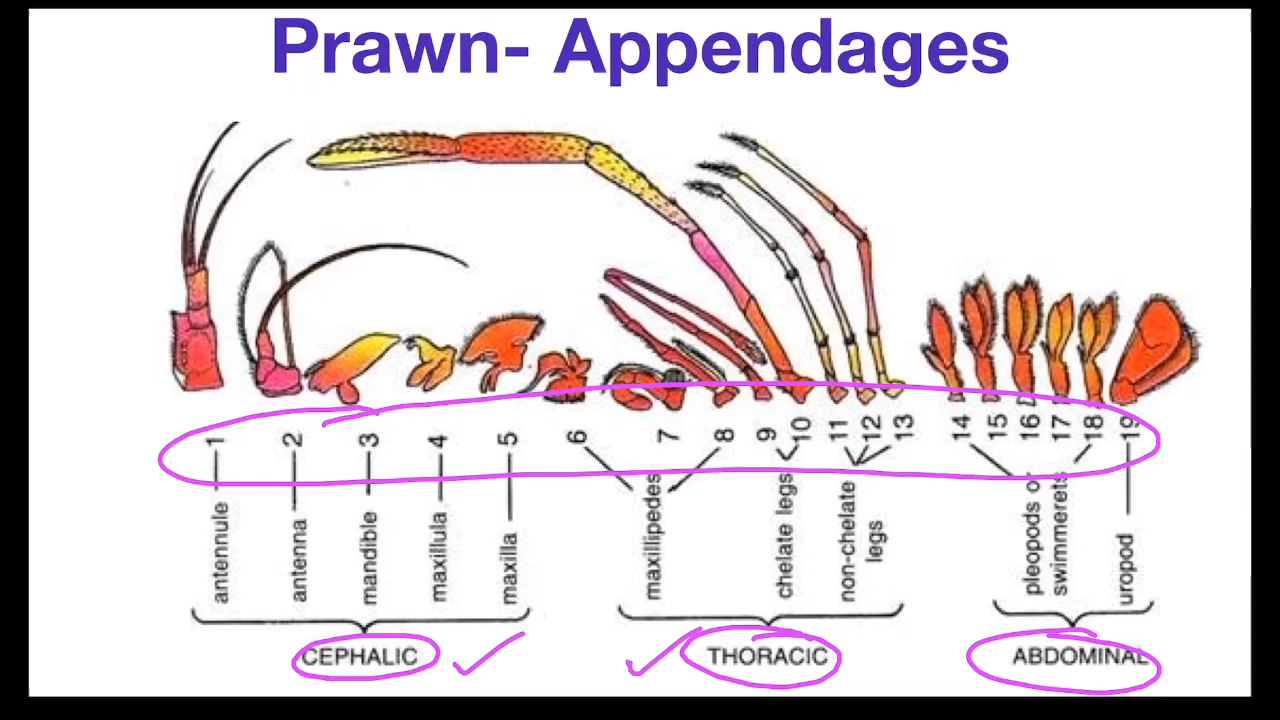 Prawn- Appendages
1 2 3 4 5 6 7 8 9 10 11 12 13 14 15 16 17 18 19
antennule
antenna
mandible
maxillula
maxilla
maxillipedes
chelate legs
non-chelate
legs
pleopods or
swimmerets
uropod
CEPHALIC THORACIC ABDOMINAL